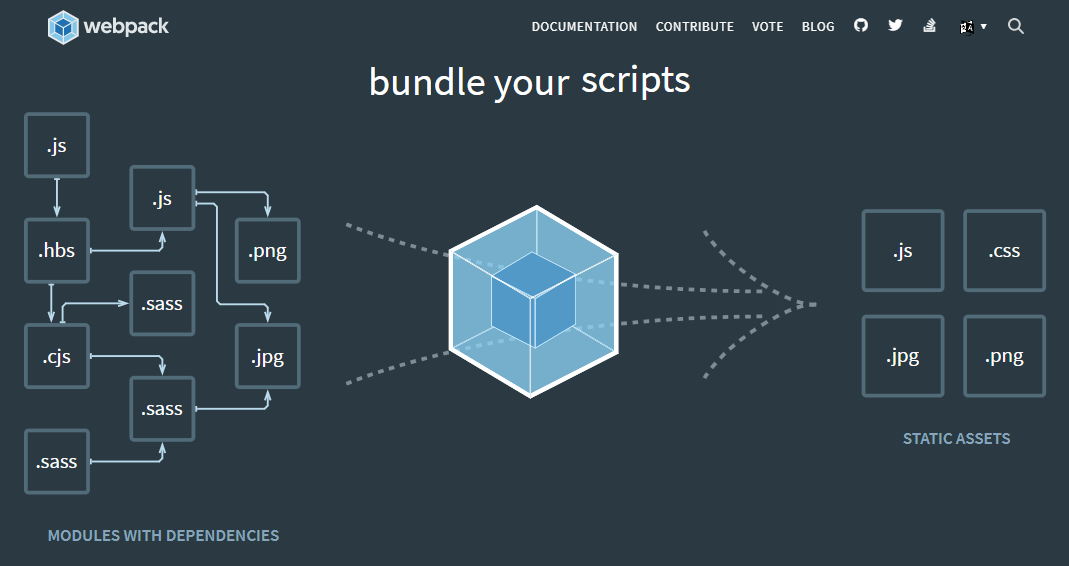 webpack
DOCUMENTATION CONTRIBUTE VOTE BLOG
bundle your scripts
.js
.js
.hbs
.png
.sass
.cjs
.jpg
.sass
.sass
MODULES WITH DEPENDENCIES
.js .css
.jpg .png
STATIC ASSETS